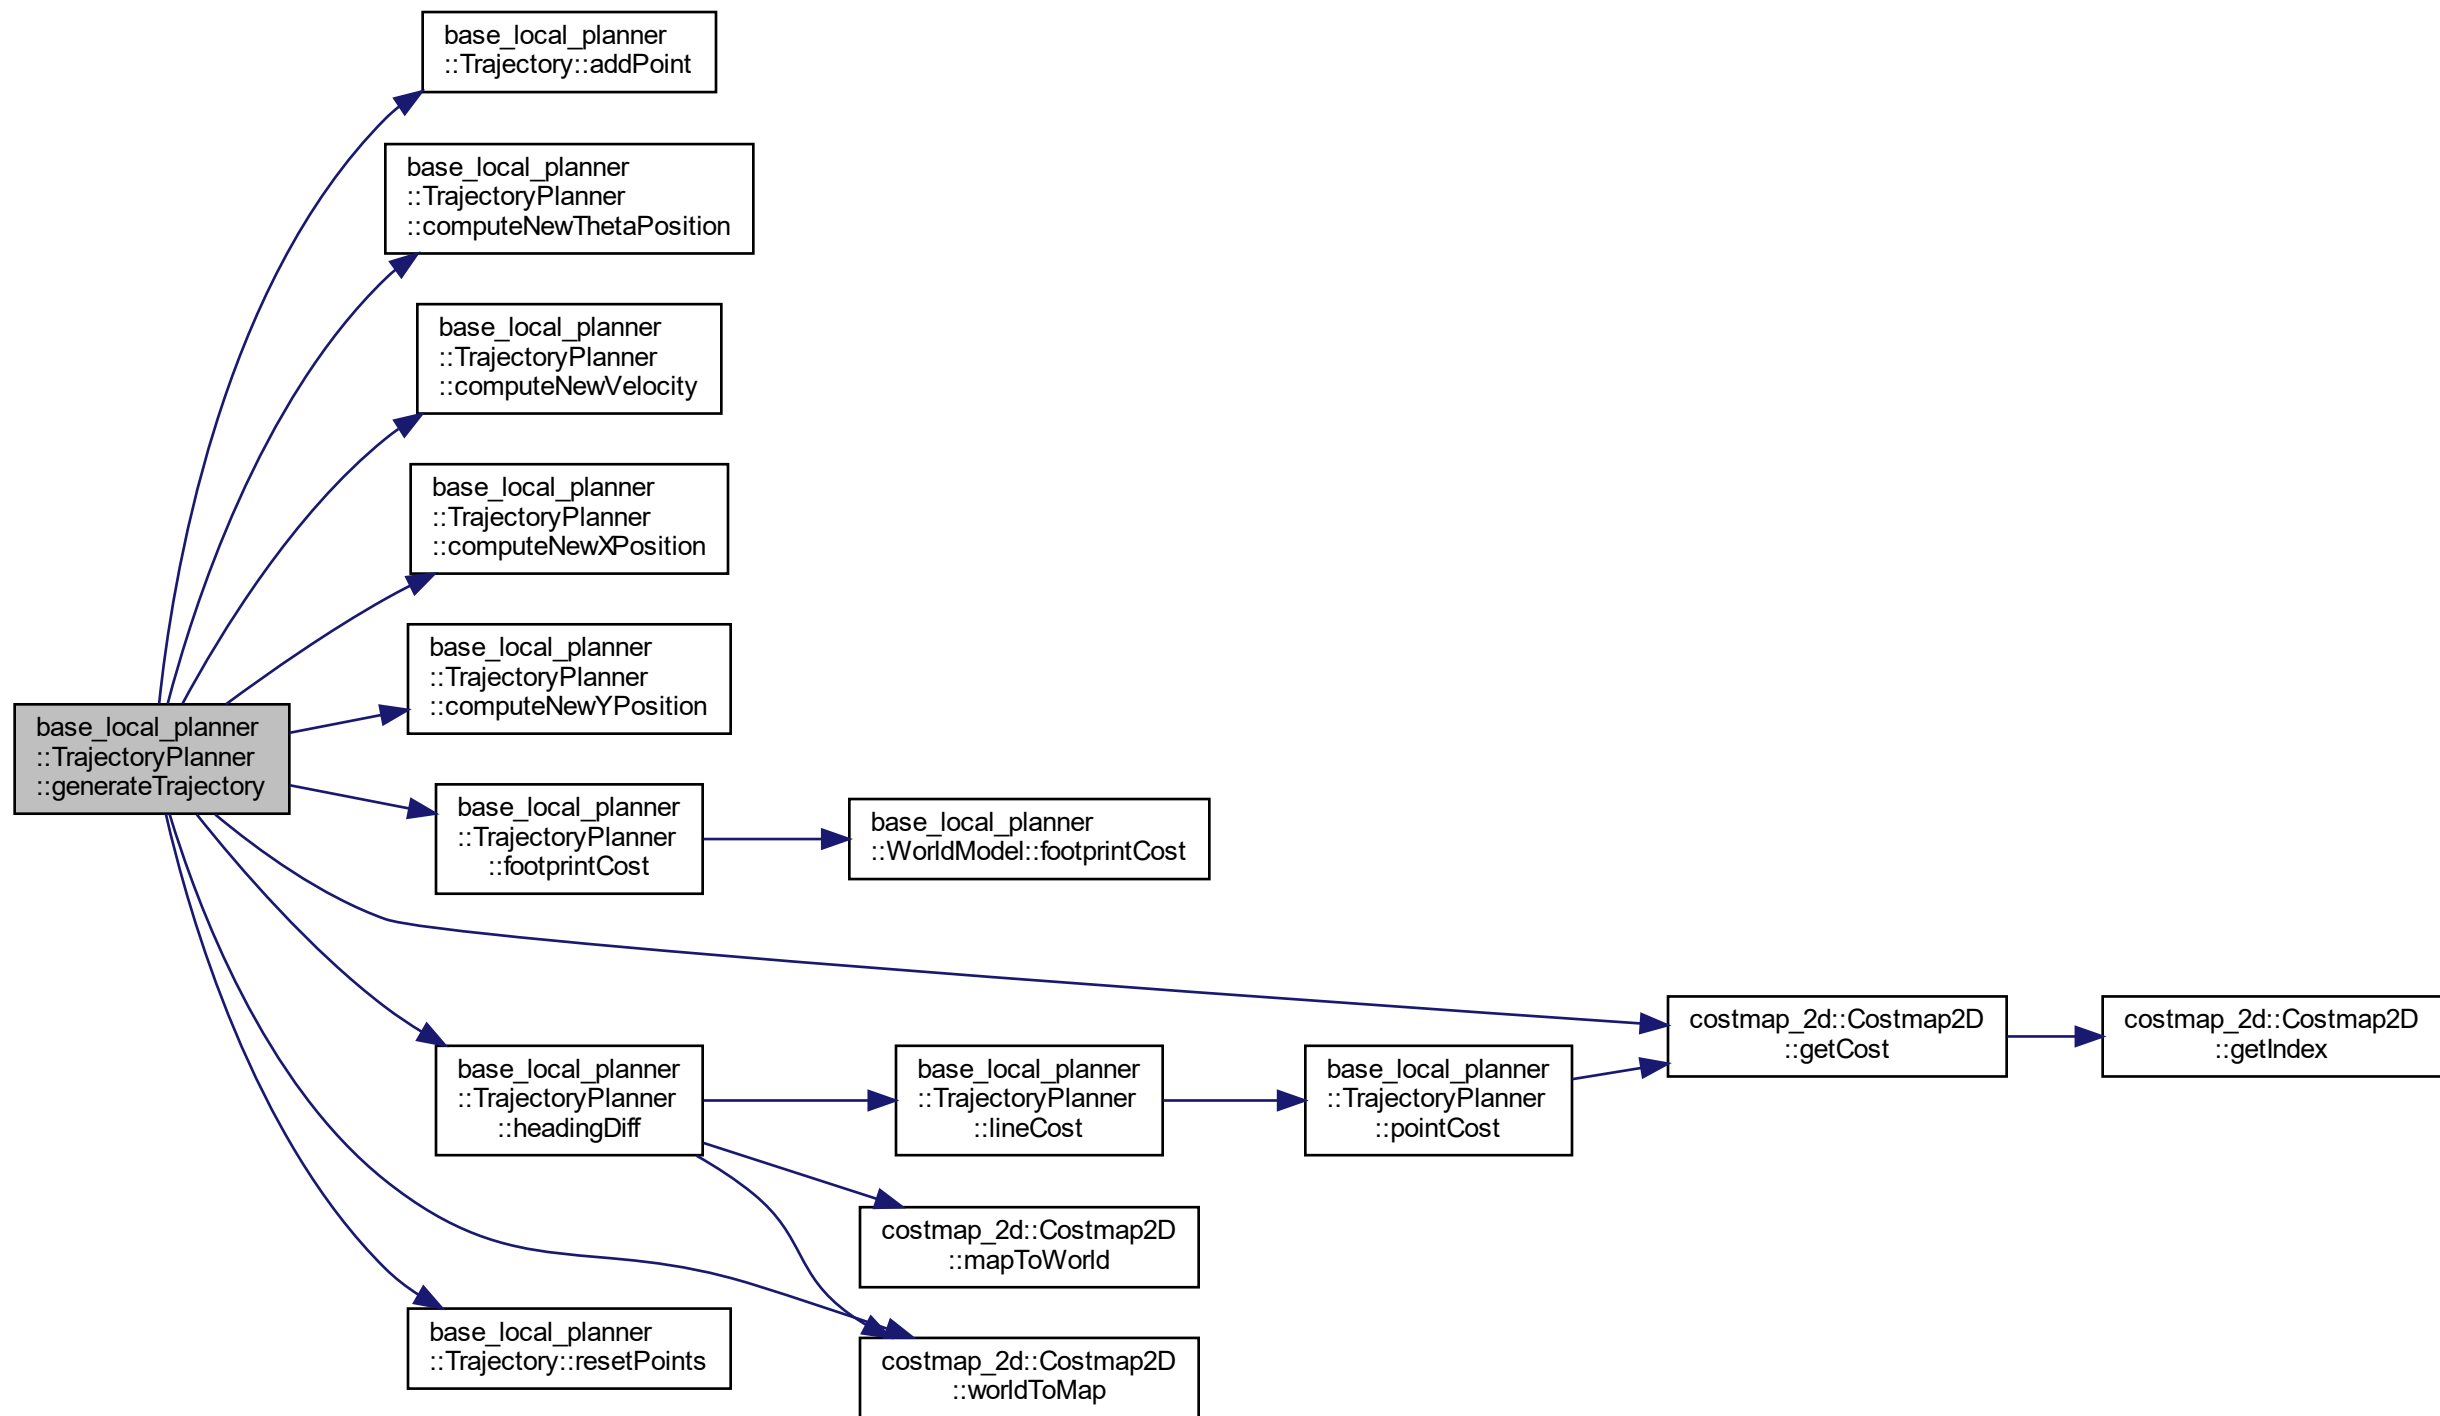 base_local_planner
::Trajectory::addPoint
base_local_planner
::TrajectoryPlanner
::computeNewThetaPosition
base_local_planner
::TrajectoryPlanner
::computeNewVelocity
base_local_planner
::TrajectoryPlanner
::computeNewXPosition
base_local_planner
::TrajectoryPlanner
::computeNewYPosition
base_local_planner
::TrajectoryPlanner
::generateTrajectory
base_local_planner
::TrajectoryPlanner
::footprintCost
base_local_planner
::WorldModel::footprintCost
costmap_2d::Costmap2D
::getCost
costmap_2d::Costmap2D
::getIndex
base_local_planner
::TrajectoryPlanner
::headingDiff
base_local_planner
::TrajectoryPlanner
::lineCost
base_local_planner
::TrajectoryPlanner
::pointCost
costmap_2d::Costmap2D
::mapToWorld
base_local_planner
::Trajectory::resetPoints
costmap_2d::Costmap2D
::worldToMap